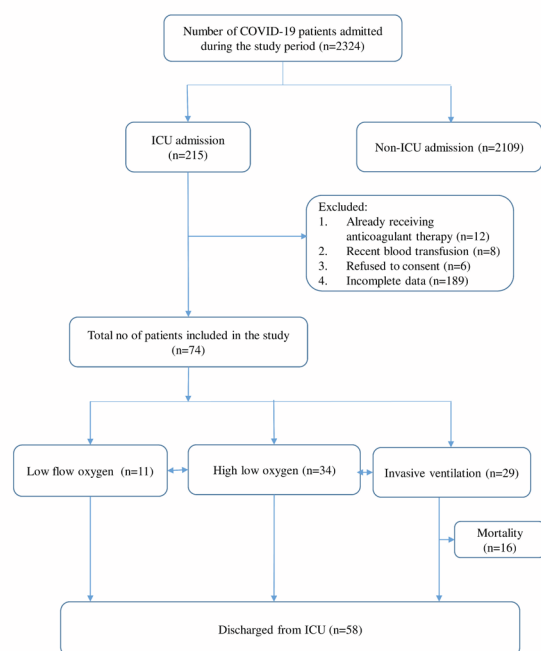 Number of COVID-19 patients admitted
during the study period (n=2324)
ICU admission
(n=215)
Non-ICU admission (n=2109)
Excluded:
1. Already receiving
anticoagulant therapy (n=12)
2. Recent blood transfusion (n=8)
3. Refused to consent (n=6)
4. Incomplete data (n=189)
Total no of patients included in the study
(n=74)
Low flow oxygen (n=11)
High low oxygen (n=34)
Invasive ventilation (n=29)
Mortality
(n=16)
Discharged from ICU (n=58)